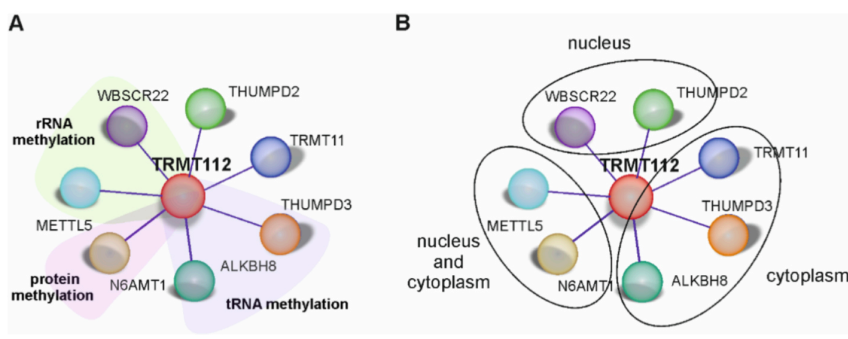 A
WBSCR22
THUMPD2
rRNA
methylation
TRMT11
TRMT112
THUMPD3
METTL5
protein
methylation
N6AMT1
ALKBH8
tRNA methylation
B
nucleus
WBSCR22
THUMPD2
TRMT112
TRMT11
THUMPD3
METTL5
nucleus
and
cytoplasm
N6AMT1
ALKBH8
cytoplasm